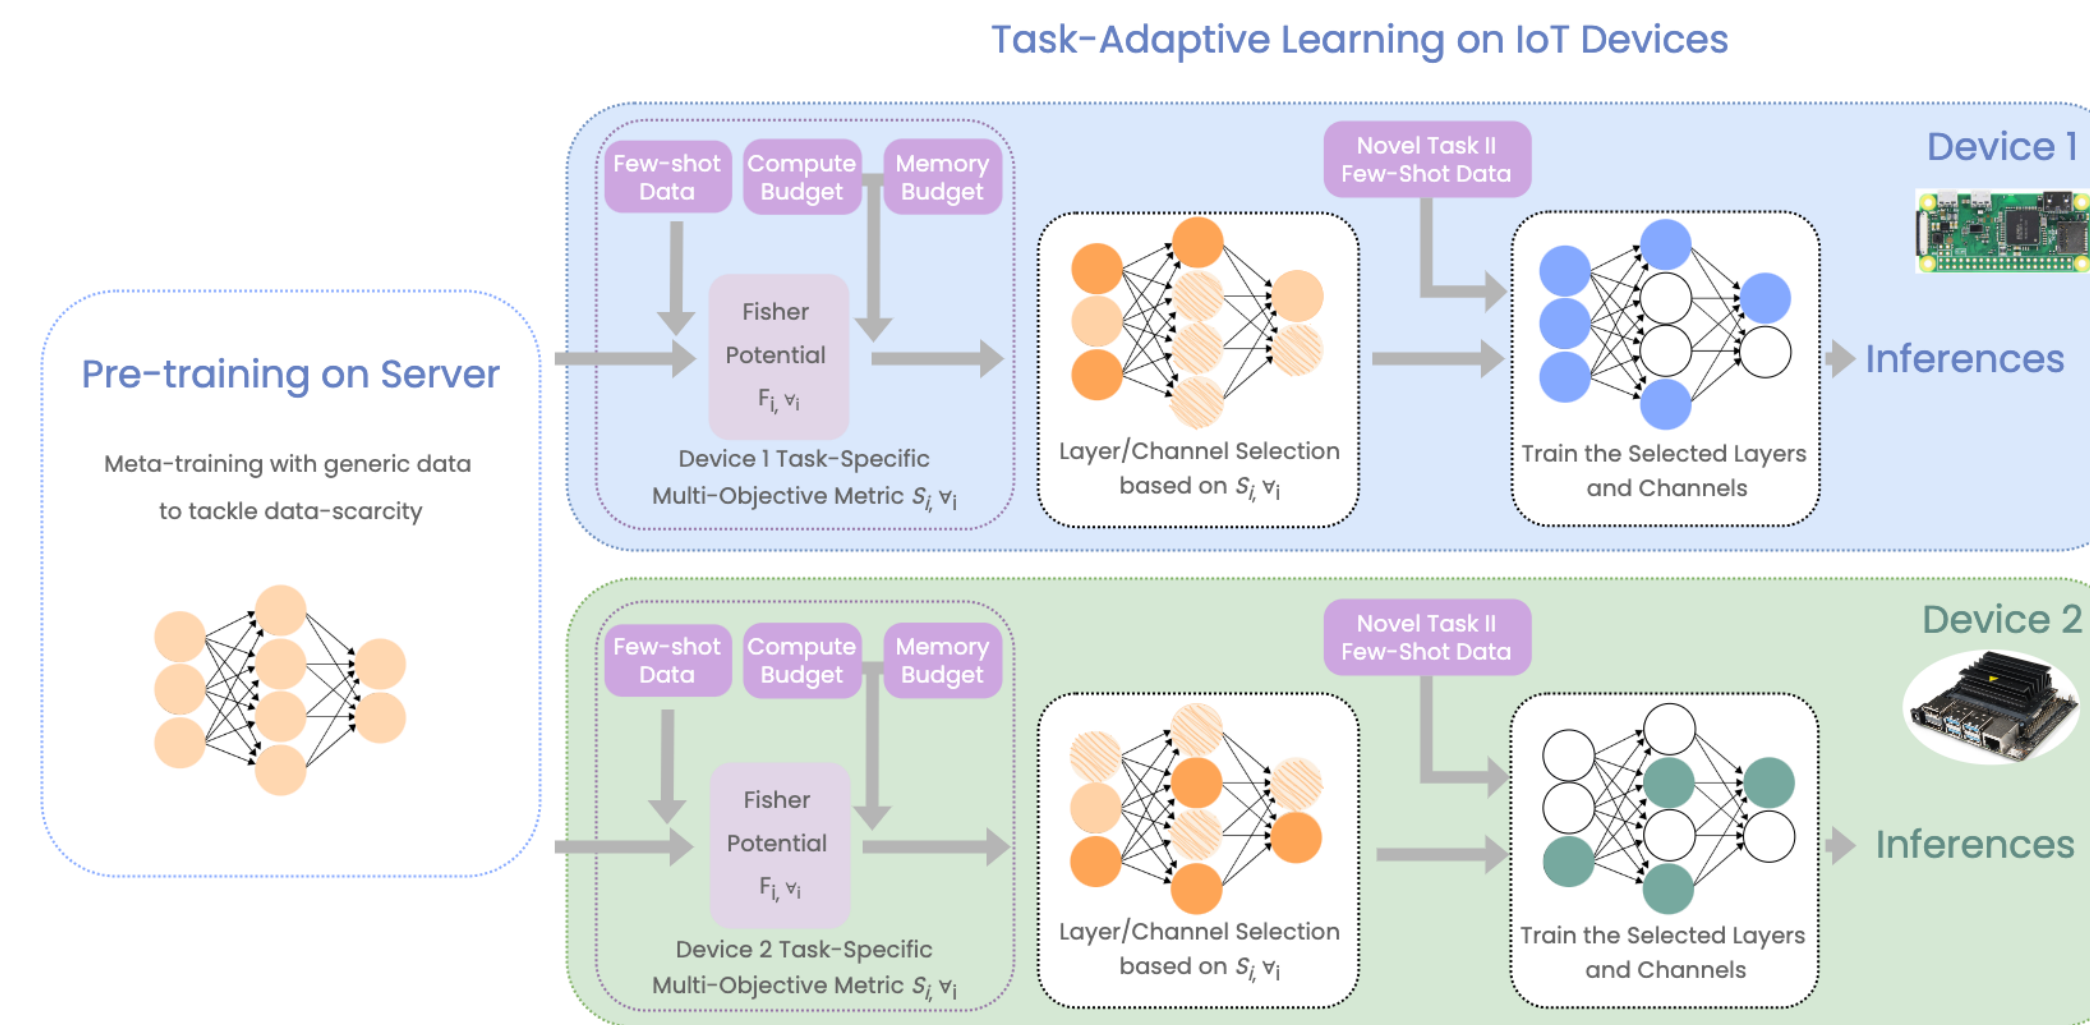 Task-Adaptive Learning on IoT Devices
Pre-training on Server
Meta-training with generic data
to tackle data-scarcity
Device 1
Few-shot
Data
Compute
Budget
Memory
Budget
Fisher
Potential
Fi, ∀i
Device 1 Task-Specific
Multi-Objective Metric Si, ∀i
Layer/Channel Selection
based on Si, ∀i
Novel Task II
Few-Shot Data
Train the Selected Layers
and Channels
Inferences
Device 2
Few-shot
Data
Compute
Budget
Memory
Budget
Fisher
Potential
Fi, ∀i
Device 2 Task-Specific
Multi-Objective Metric Si, ∀i
Layer/Channel Selection
based on Si, ∀i
Novel Task II
Few-Shot Data
Train the Selected Layers
and Channels
Inferences